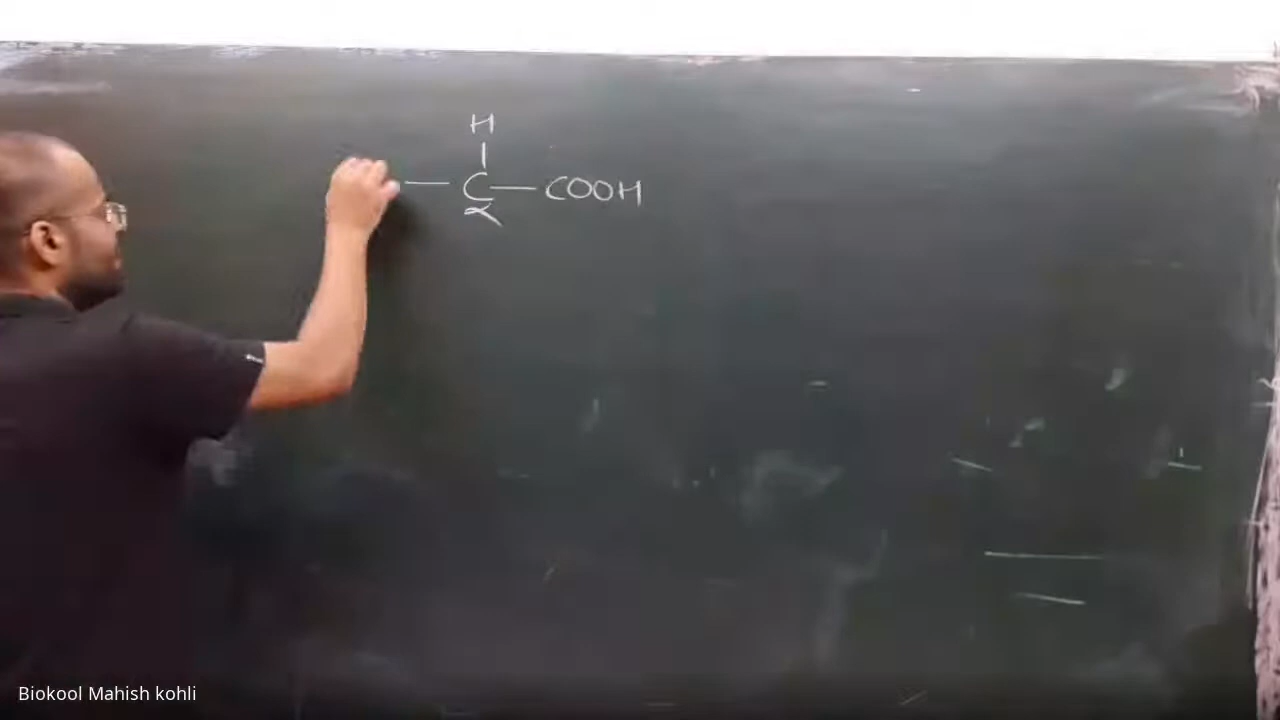 H
— C — COOH
α
Biokool Mahish kohli